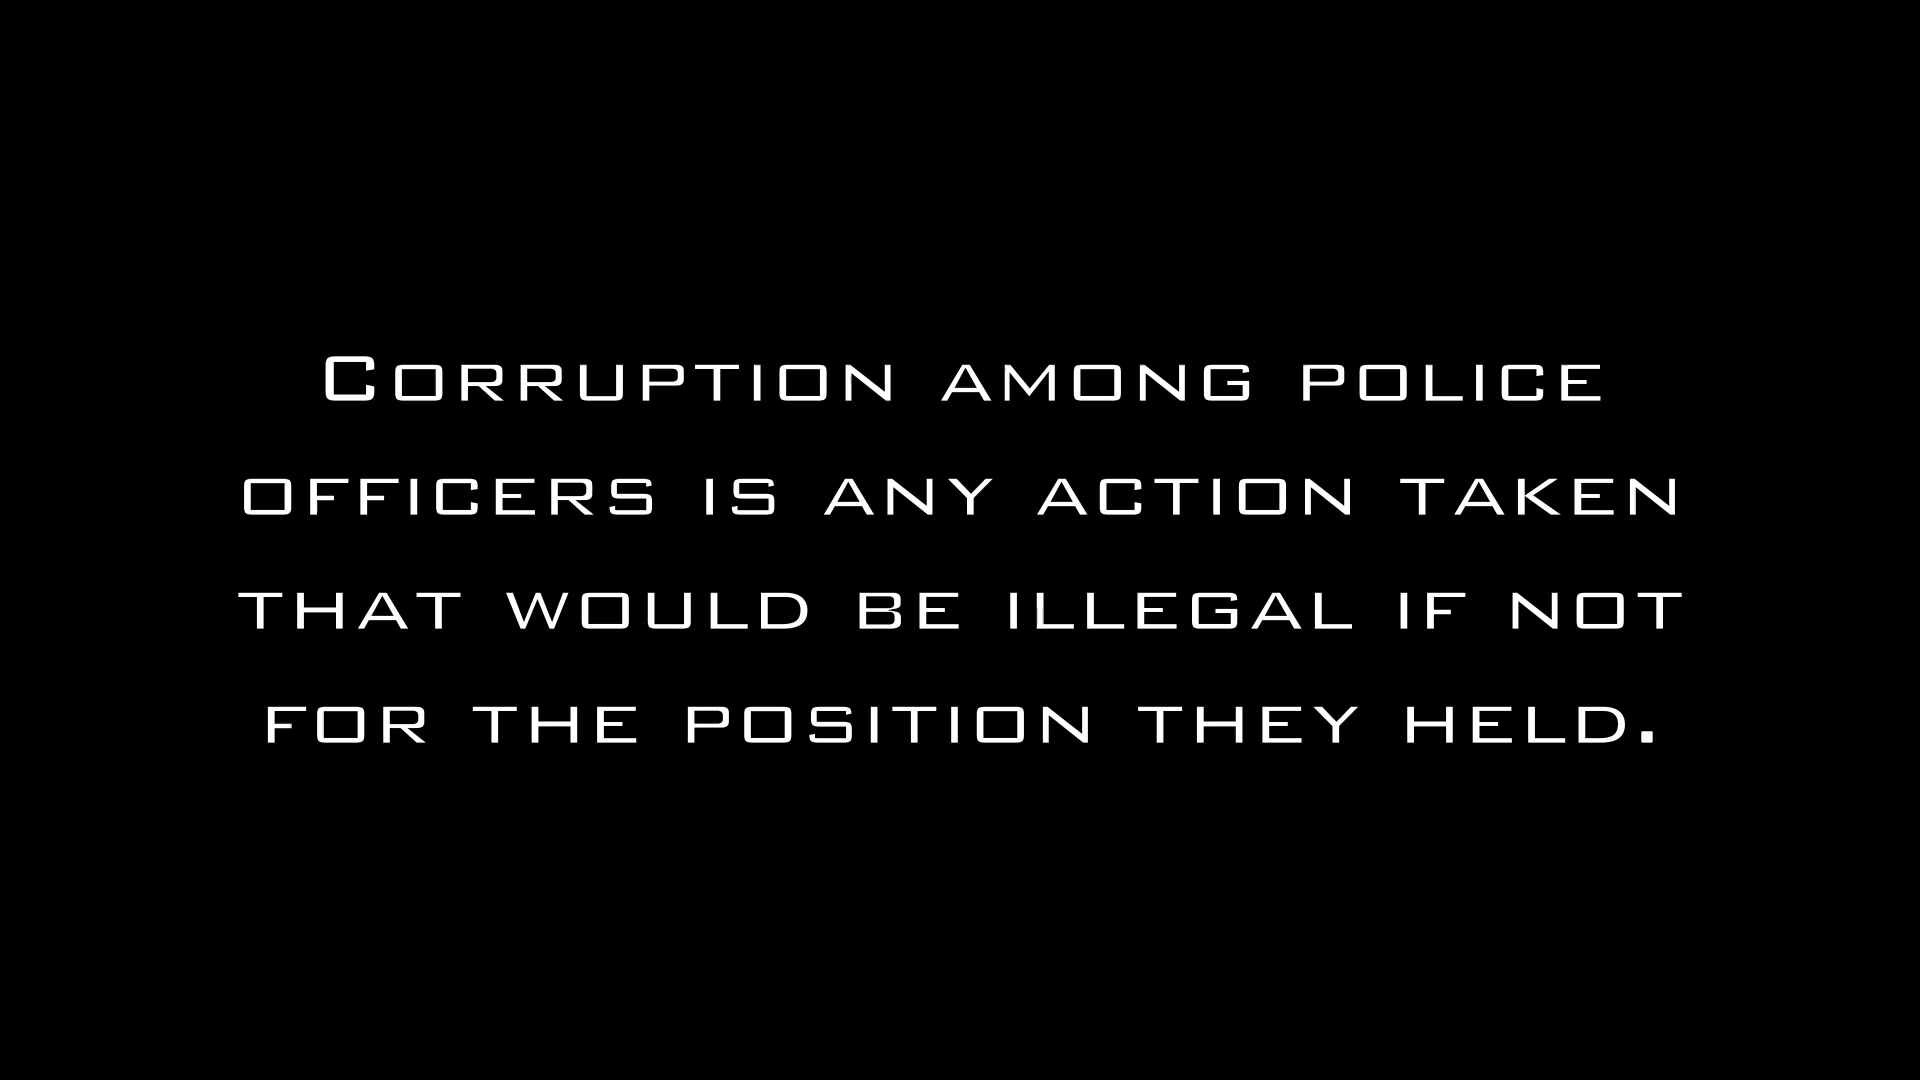 Corruption among police
officers is any action taken
that would be illegal if not
for the position they held.